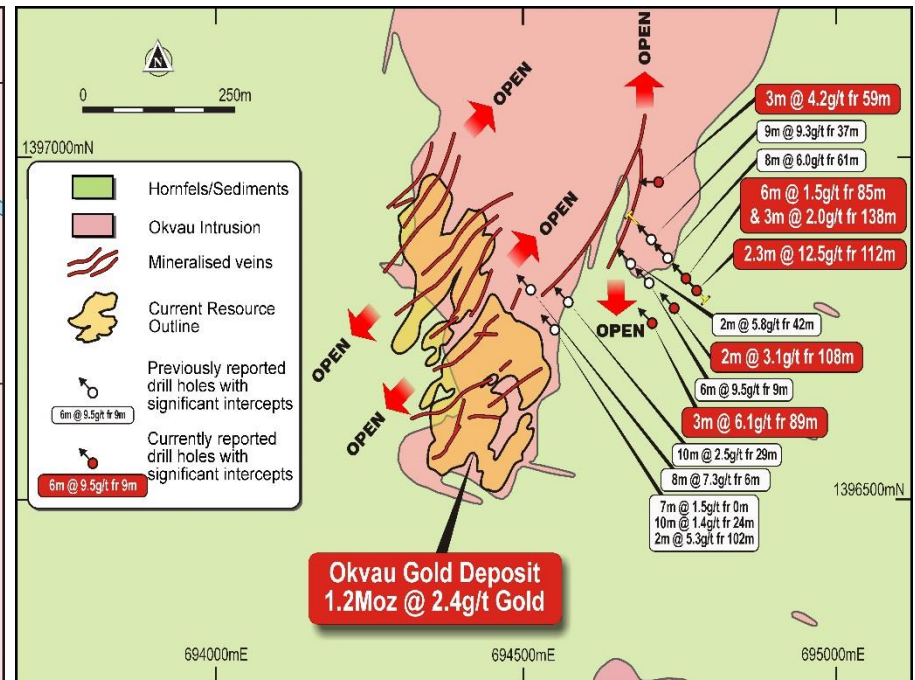 N
0
250m
OPEN
OPEN
1397000mN
Hornfels/Sediments
Okvau Intrusion
Mineralised veins
Current Resource
Outline
Previously reported
drill holes with
significant intercepts
6m @ 9.5g/t fr 9m
Currently reported
drill holes with
significant intercepts
6m @ 9.5g/t fr 9m
OPEN
OPEN
OPEN
OPEN
3m @ 4.2g/t fr 59m
9m @ 9.3g/t fr 37m
8m @ 6.0g/t fr 61m
6m @ 1.5g/t fr 85m
& 3m @ 2.0g/t fr 138m
2.3m @ 12.5g/t fr 112m
2m @ 5.8g/t fr 42m
2m @ 3.1g/t fr 108m
6m @ 9.5g/t fr 9m
3m @ 6.1g/t fr 89m
10m @ 2.5g/t fr 29m
8m @ 7.3g/t fr 6m
7m @ 1.5g/t fr 0m
10m @ 1.4g/t fr 24m
2m @ 5.3g/t fr 102m
1396500mN
Okvau Gold Deposit
1.2Moz @ 2.4g/t Gold
694000mE
694500mE
695000mE